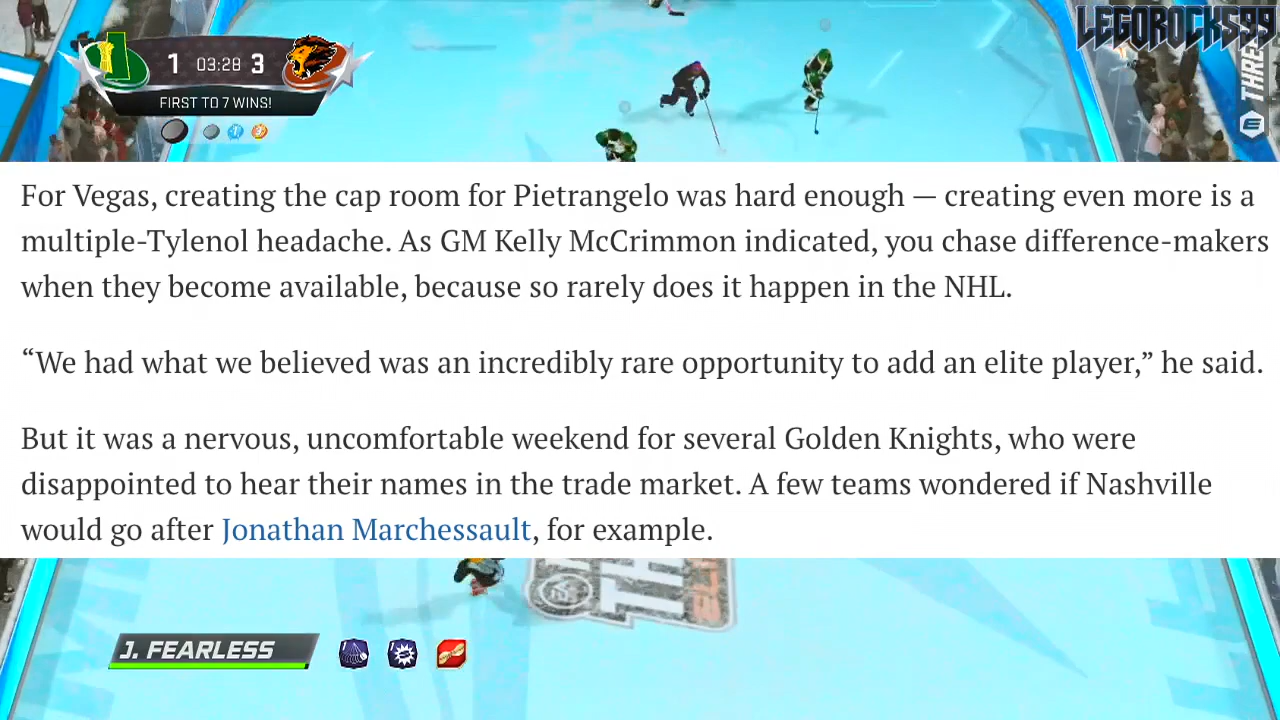 LEGOROCKS99
1 03:28 3
FIRST TO 7 WINS!
THRE
For Vegas, creating the cap room for Pietrangelo was hard enough — creating even more is a
multiple-Tylenol headache. As GM Kelly McCrimmon indicated, you chase difference-makers
when they become available, because so rarely does it happen in the NHL.
“We had what we believed was an incredibly rare opportunity to add an elite player,” he said.
But it was a nervous, uncomfortable weekend for several Golden Knights, who were
disappointed to hear their names in the trade market. A few teams wondered if Nashville
would go after Jonathan Marchessault, for example.
EA
TH
J. FEARLESS